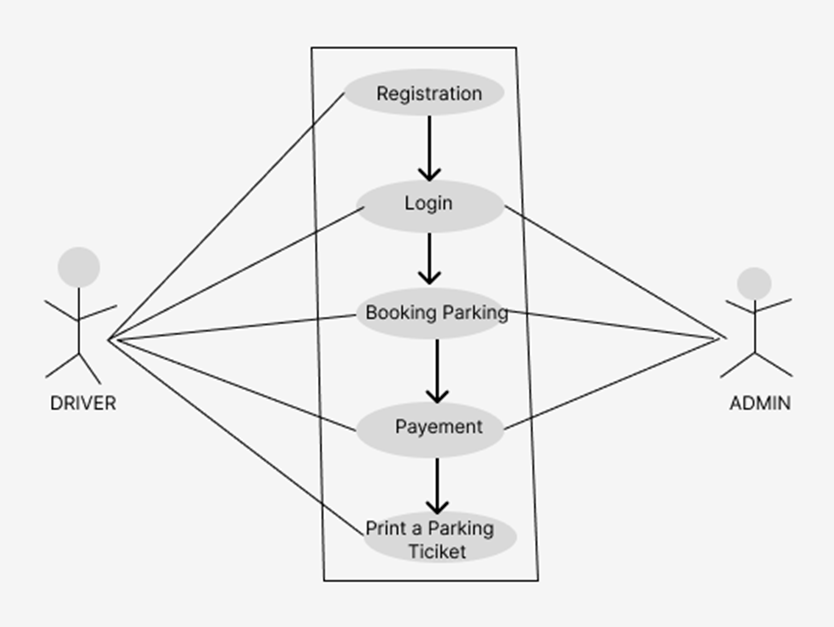 Registration
Login
Booking Parking
Payement
Print a Parking
Ticiket
DRIVER
ADMIN